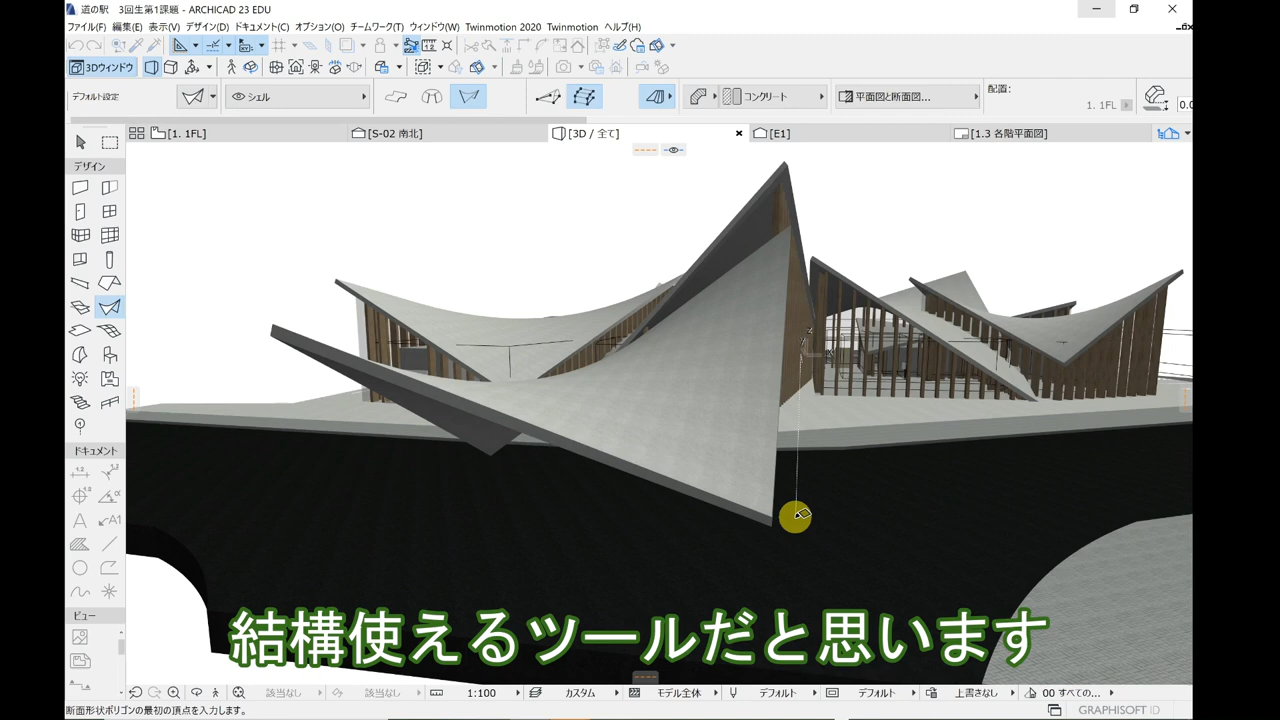 道の駅 3回生第1課題 - ARCHICAD 23 EDU
ファイル(F) 編集(E) 表示(V) デザイン(D) ドキュメント(C) オプション(O) チームワーク(T) ウィンドウ(W) Twinmotion 2020 Twinmotion ヘルプ(H)
3Dウィンドウ
デフォルト設定 シェル コンクリート 平面図と断面図... 配置:
1. 1FL 0.0
[1. 1FL] [S-02 南北] [3D / 全て] [E1] [1.3 各階平面図]
デザイン
ドキュメント
1.2
A A1
ビュー
結構使えるツールだと思います
該当なし 該当なし 1:100 カスタム モデル全体 デフォルト デフォルト 上書きなし 00 すべての...
断面形状ポリゴンの最初の頂点を入力します。 GRAPHISOFT ID